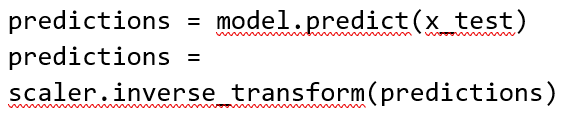 predictions = model.predict(x_test)
predictions =
scaler.inverse_transform(predictions)